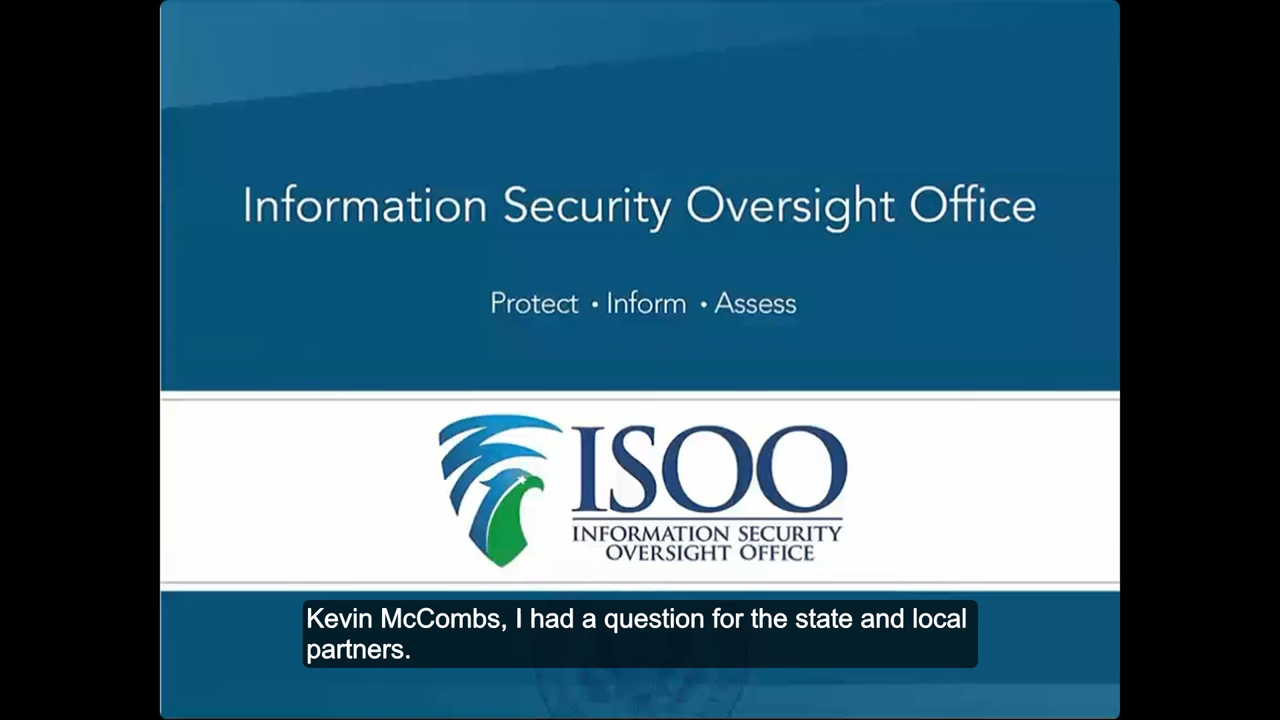 Information Security Oversight Office
Protect • Inform • Assess
ISOO
INFORMATION SECURITY
OVERSIGHT OFFICE
Kevin McCombs, I had a question for the state and local
partners.